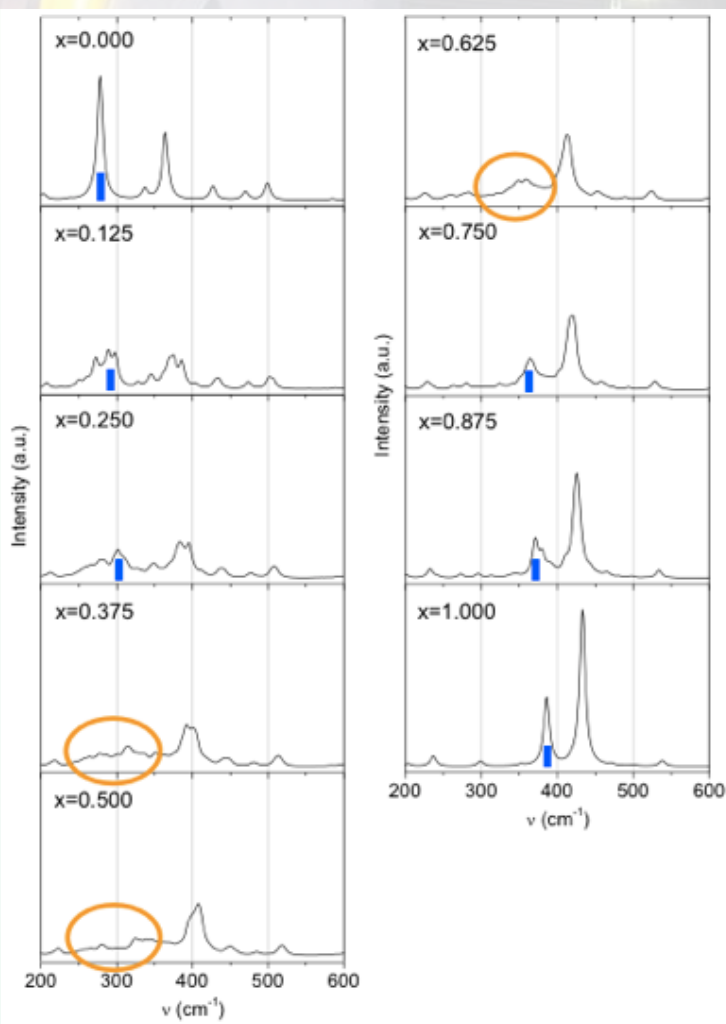 x=0.000
x=0.125
x=0.250
x=0.375
x=0.500
Intensity (a.u.)
200 300 400 500 600
ν (cm⁻¹)
x=0.625
x=0.750
x=0.875
x=1.000
Intensity (a.u.)
200 300 400 500 600
ν (cm⁻¹)